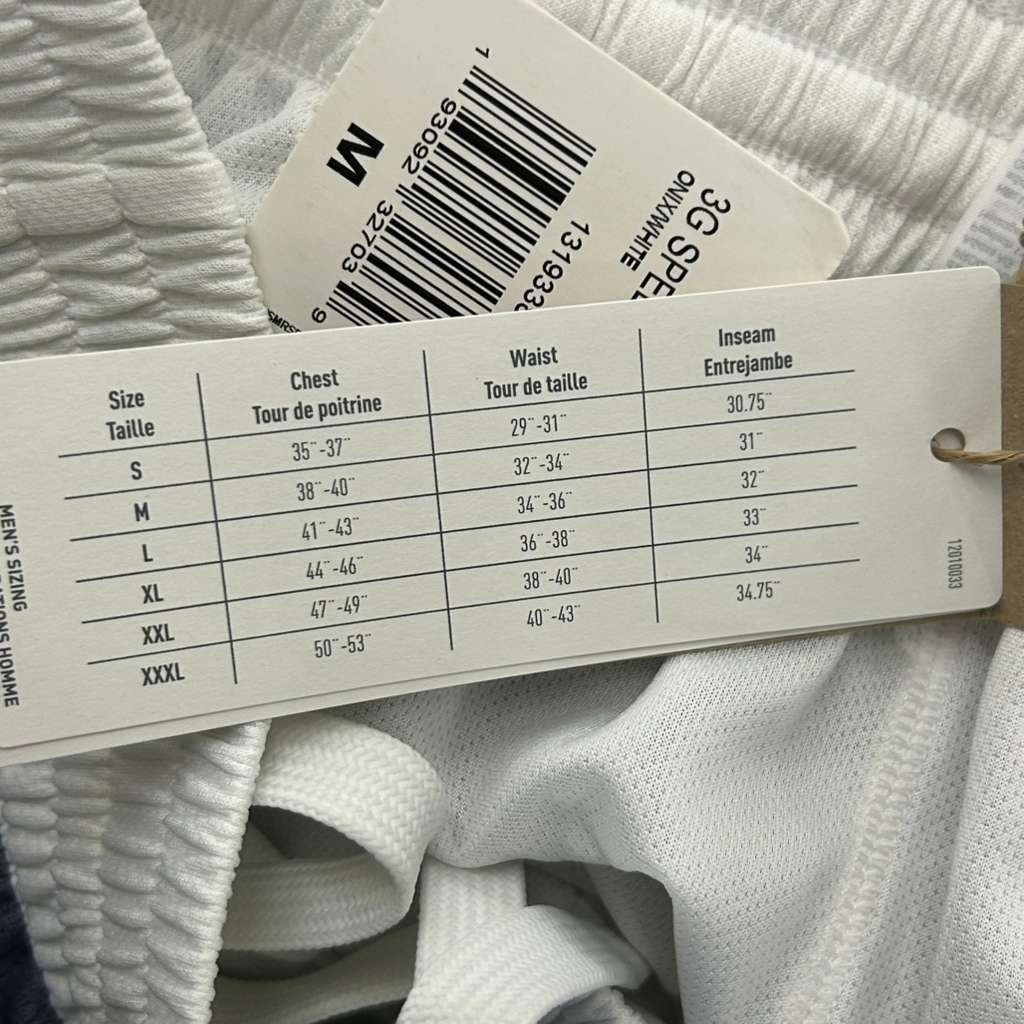 M
1
93092
32703
9
131933
3G SPE
ONIX/WHITE
Size
Taille
Chest
Tour de poitrine
Waist
Tour de taille
Inseam
Entrejambe
S 35¨-37¨ 29¨-31¨ 30.75¨
M 38¨-40¨ 32¨-34¨ 31¨
L 41¨-43¨ 34¨-36¨ 32¨
XL 44¨-46¨ 36¨-38¨ 33¨
XXL 47¨-49¨ 38¨-40¨ 34¨
XXXL 50¨-53¨ 40¨-43¨ 34.75¨
MEN'S SIZING
HOMME
12010033